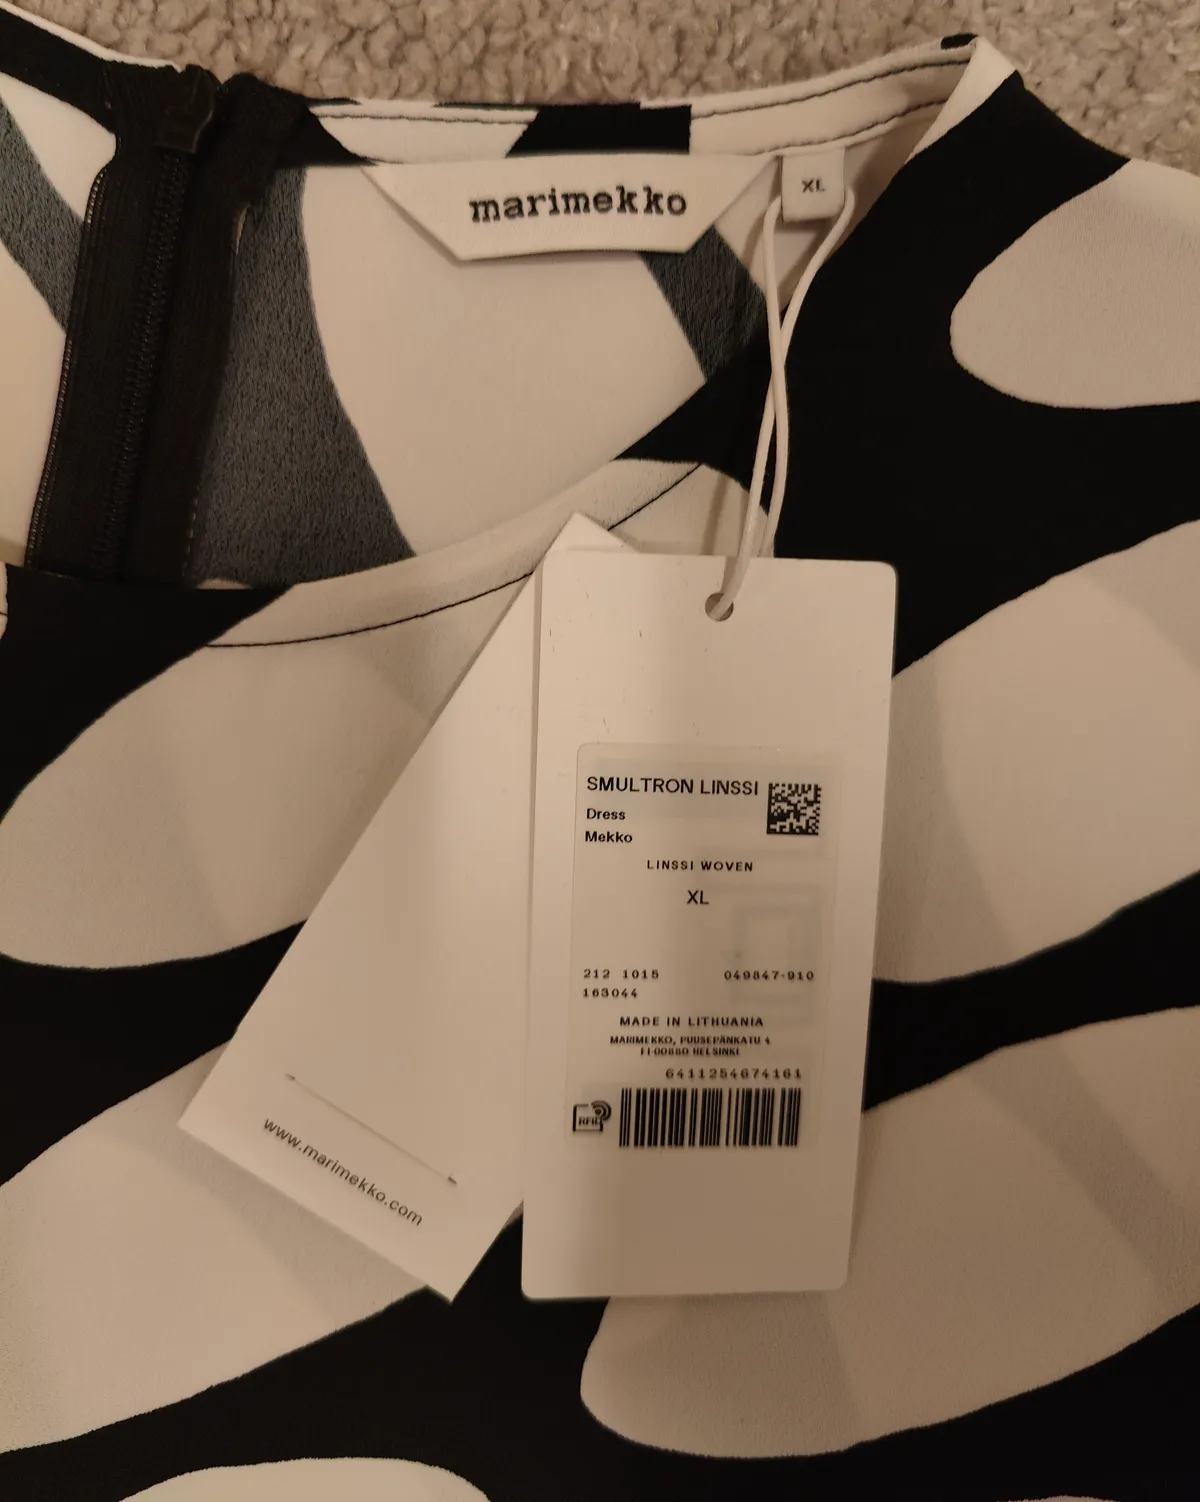 marimekko
XL
SMULTRON LINSSI
Dress
Mekko
LINSSI WOVEN
XL
212 1015 049847-910
163044
MADE IN LITHUANIA
MARIMEKKO, PUUSEPÄNKATU 4
FI-00880 HELSINKI
6411254674161
RFID
www.marimekko.com